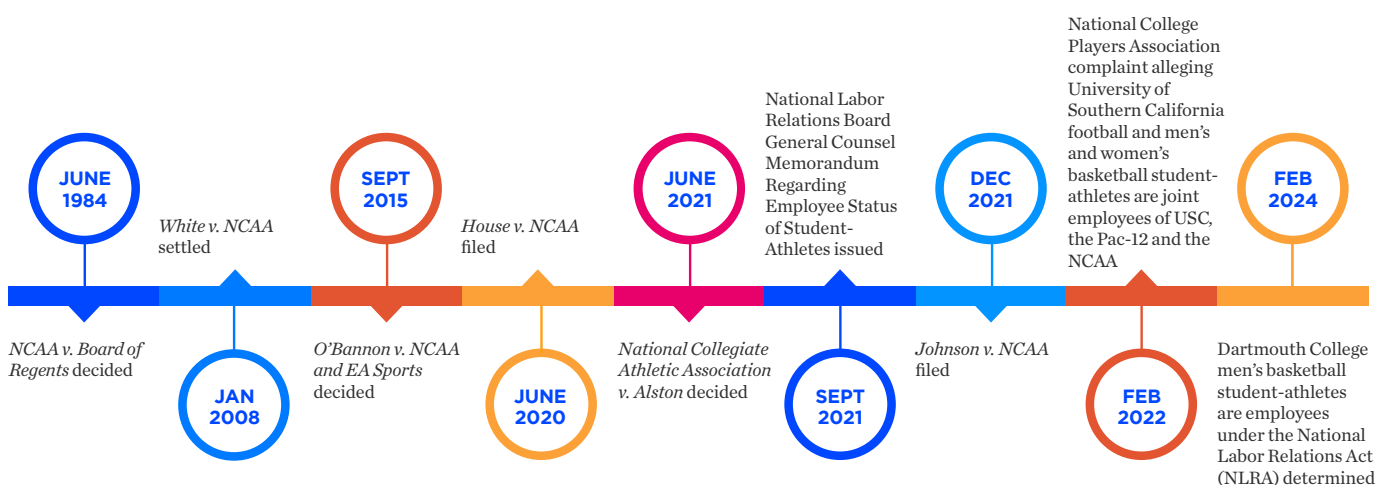 JUNE
1984
NCAA v. Board of
Regents decided
White v. NCAA
settled
JAN
2008
SEPT
2015
O’Bannon v. NCAA
and EA Sports
decided
House v. NCAA
filed
JUNE
2020
JUNE
2021
National Collegiate
Athletic Association
v. Alston decided
National Labor
Relations Board
General Counsel
Memorandum
Regarding
Employee Status
of Student-
Athletes issued
SEPT
2021
DEC
2021
Johnson v. NCAA
filed
National College
Players Association
complaint alleging
University of
Southern California
football and men’s
and women’s
basketball student-
athletes are joint
employees of USC,
the Pac-12 and the
NCAA
FEB
2022
FEB
2024
Dartmouth College
men’s basketball
student-athletes
are employees
under the National
Labor Relations Act
(NLRA) determined